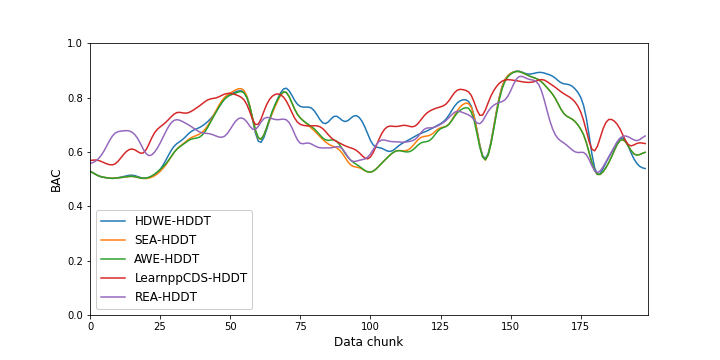 1.0
0.8
0.6
0.4
0.2
0.0
BAC
HDWE-HDDT
SEA-HDDT
AWE-HDDT
LearnppCDS-HDDT
REA-HDDT
0 25 50 75 100 125 150 175
Data chunk